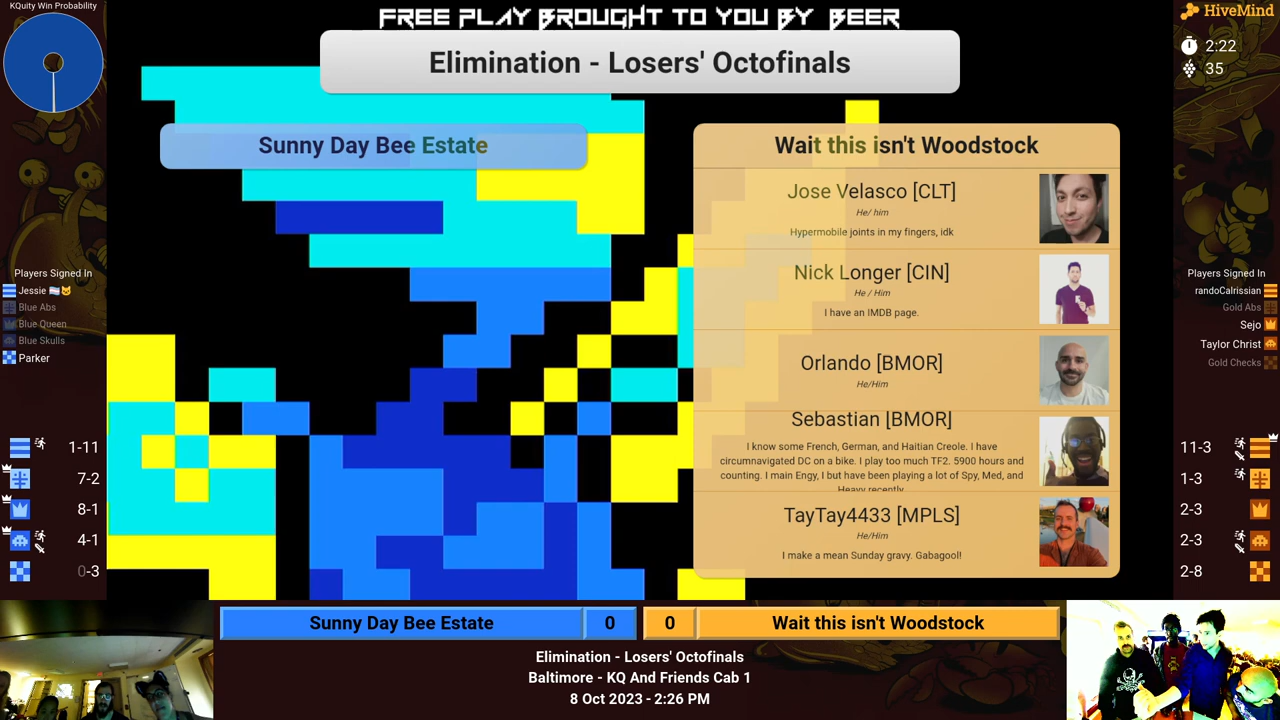 KQuity Win Probability
FREE PLAY BROUGHT TO YOU BY BEER
HiveMind
Elimination - Losers' Octofinals
2:22
35
Sunny Day Bee Estate
Wait this isn't Woodstock
Jose Velasco [CLT]
He/ him
Hypermobile joints in my fingers, idk
Nick Longer [CIN]
He / Him
I have an IMDB page.
Orlando [BMOR]
He/Him
Sebastian [BMOR]
I know some French, German, and Haitian Creole. I have
circumnavigated DC on a bike. I play too much TF2. 5900 hours and
counting. I main Engy, I but have been playing a lot of Spy, Med, and
Heavy recently
TayTay4433 [MPLS]
He/Him
I make a mean Sunday gravy. Gabagool!
Players Signed In
Jessie
Blue Abs
Blue Queen
Blue Skulls
Parker
Players Signed In
randoCalrissian
Gold Abs
Sejo
Taylor Christ
Gold Checks
1-11
7-2
8-1
4-1
0-3
11-3
1-3
2-3
2-3
2-8
Sunny Day Bee Estate 0 0 Wait this isn't Woodstock
Elimination - Losers' Octofinals
Baltimore - KQ And Friends Cab 1
8 Oct 2023 - 2:26 PM